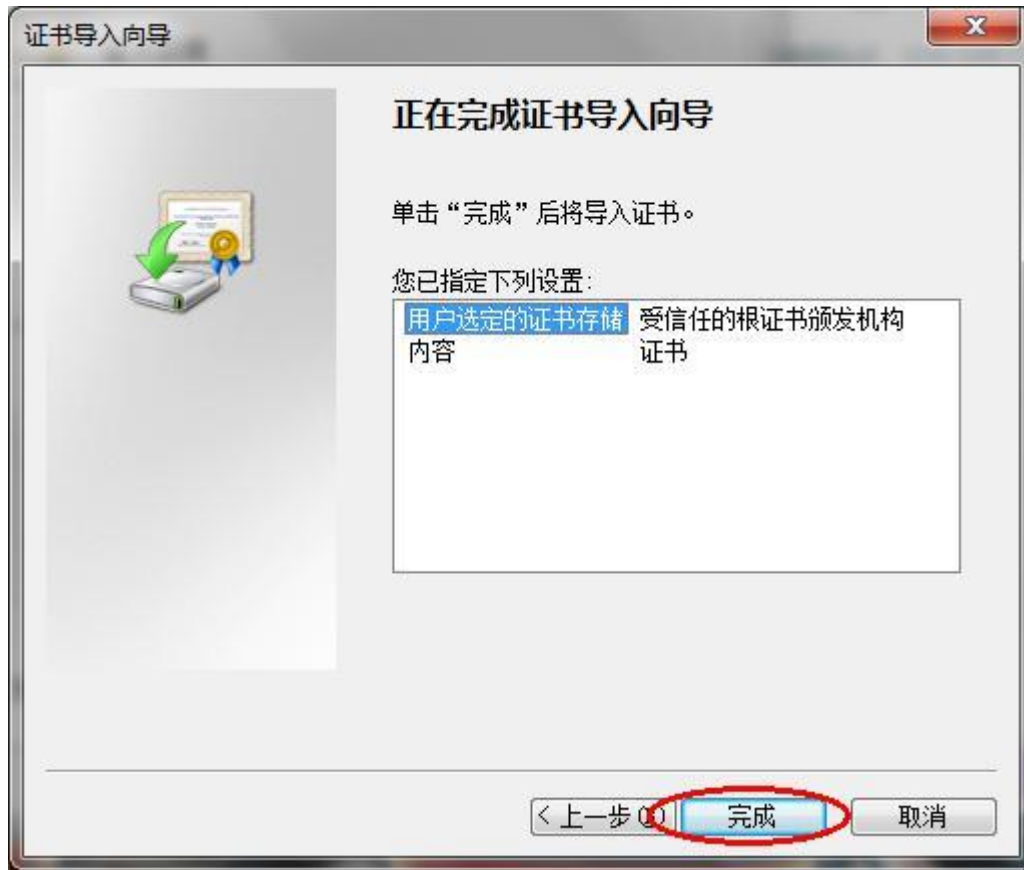 证书导入向导
正在完成证书导入向导
单击“完成”后将导入证书。
您已指定下列设置:
用户选定的证书存储 受信任的根证书颁发机构
内容 证书
< 上一步
完成
取消